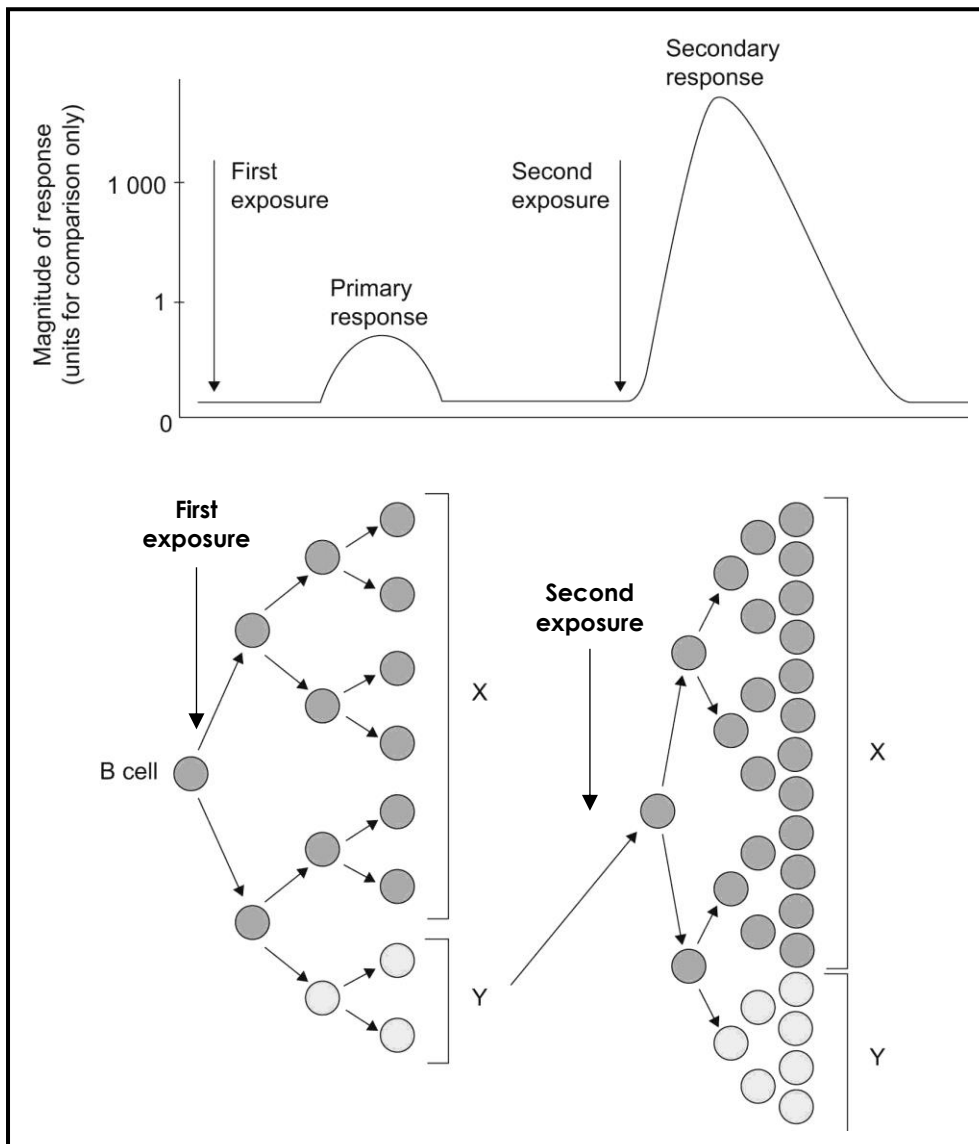 Secondary
response
Magnitude of response
(units for comparison only)
First
exposure
Second
exposure
1 000
Primary
response
1
0
First
exposure
Second
exposure
X
X
B cell
Y
Y